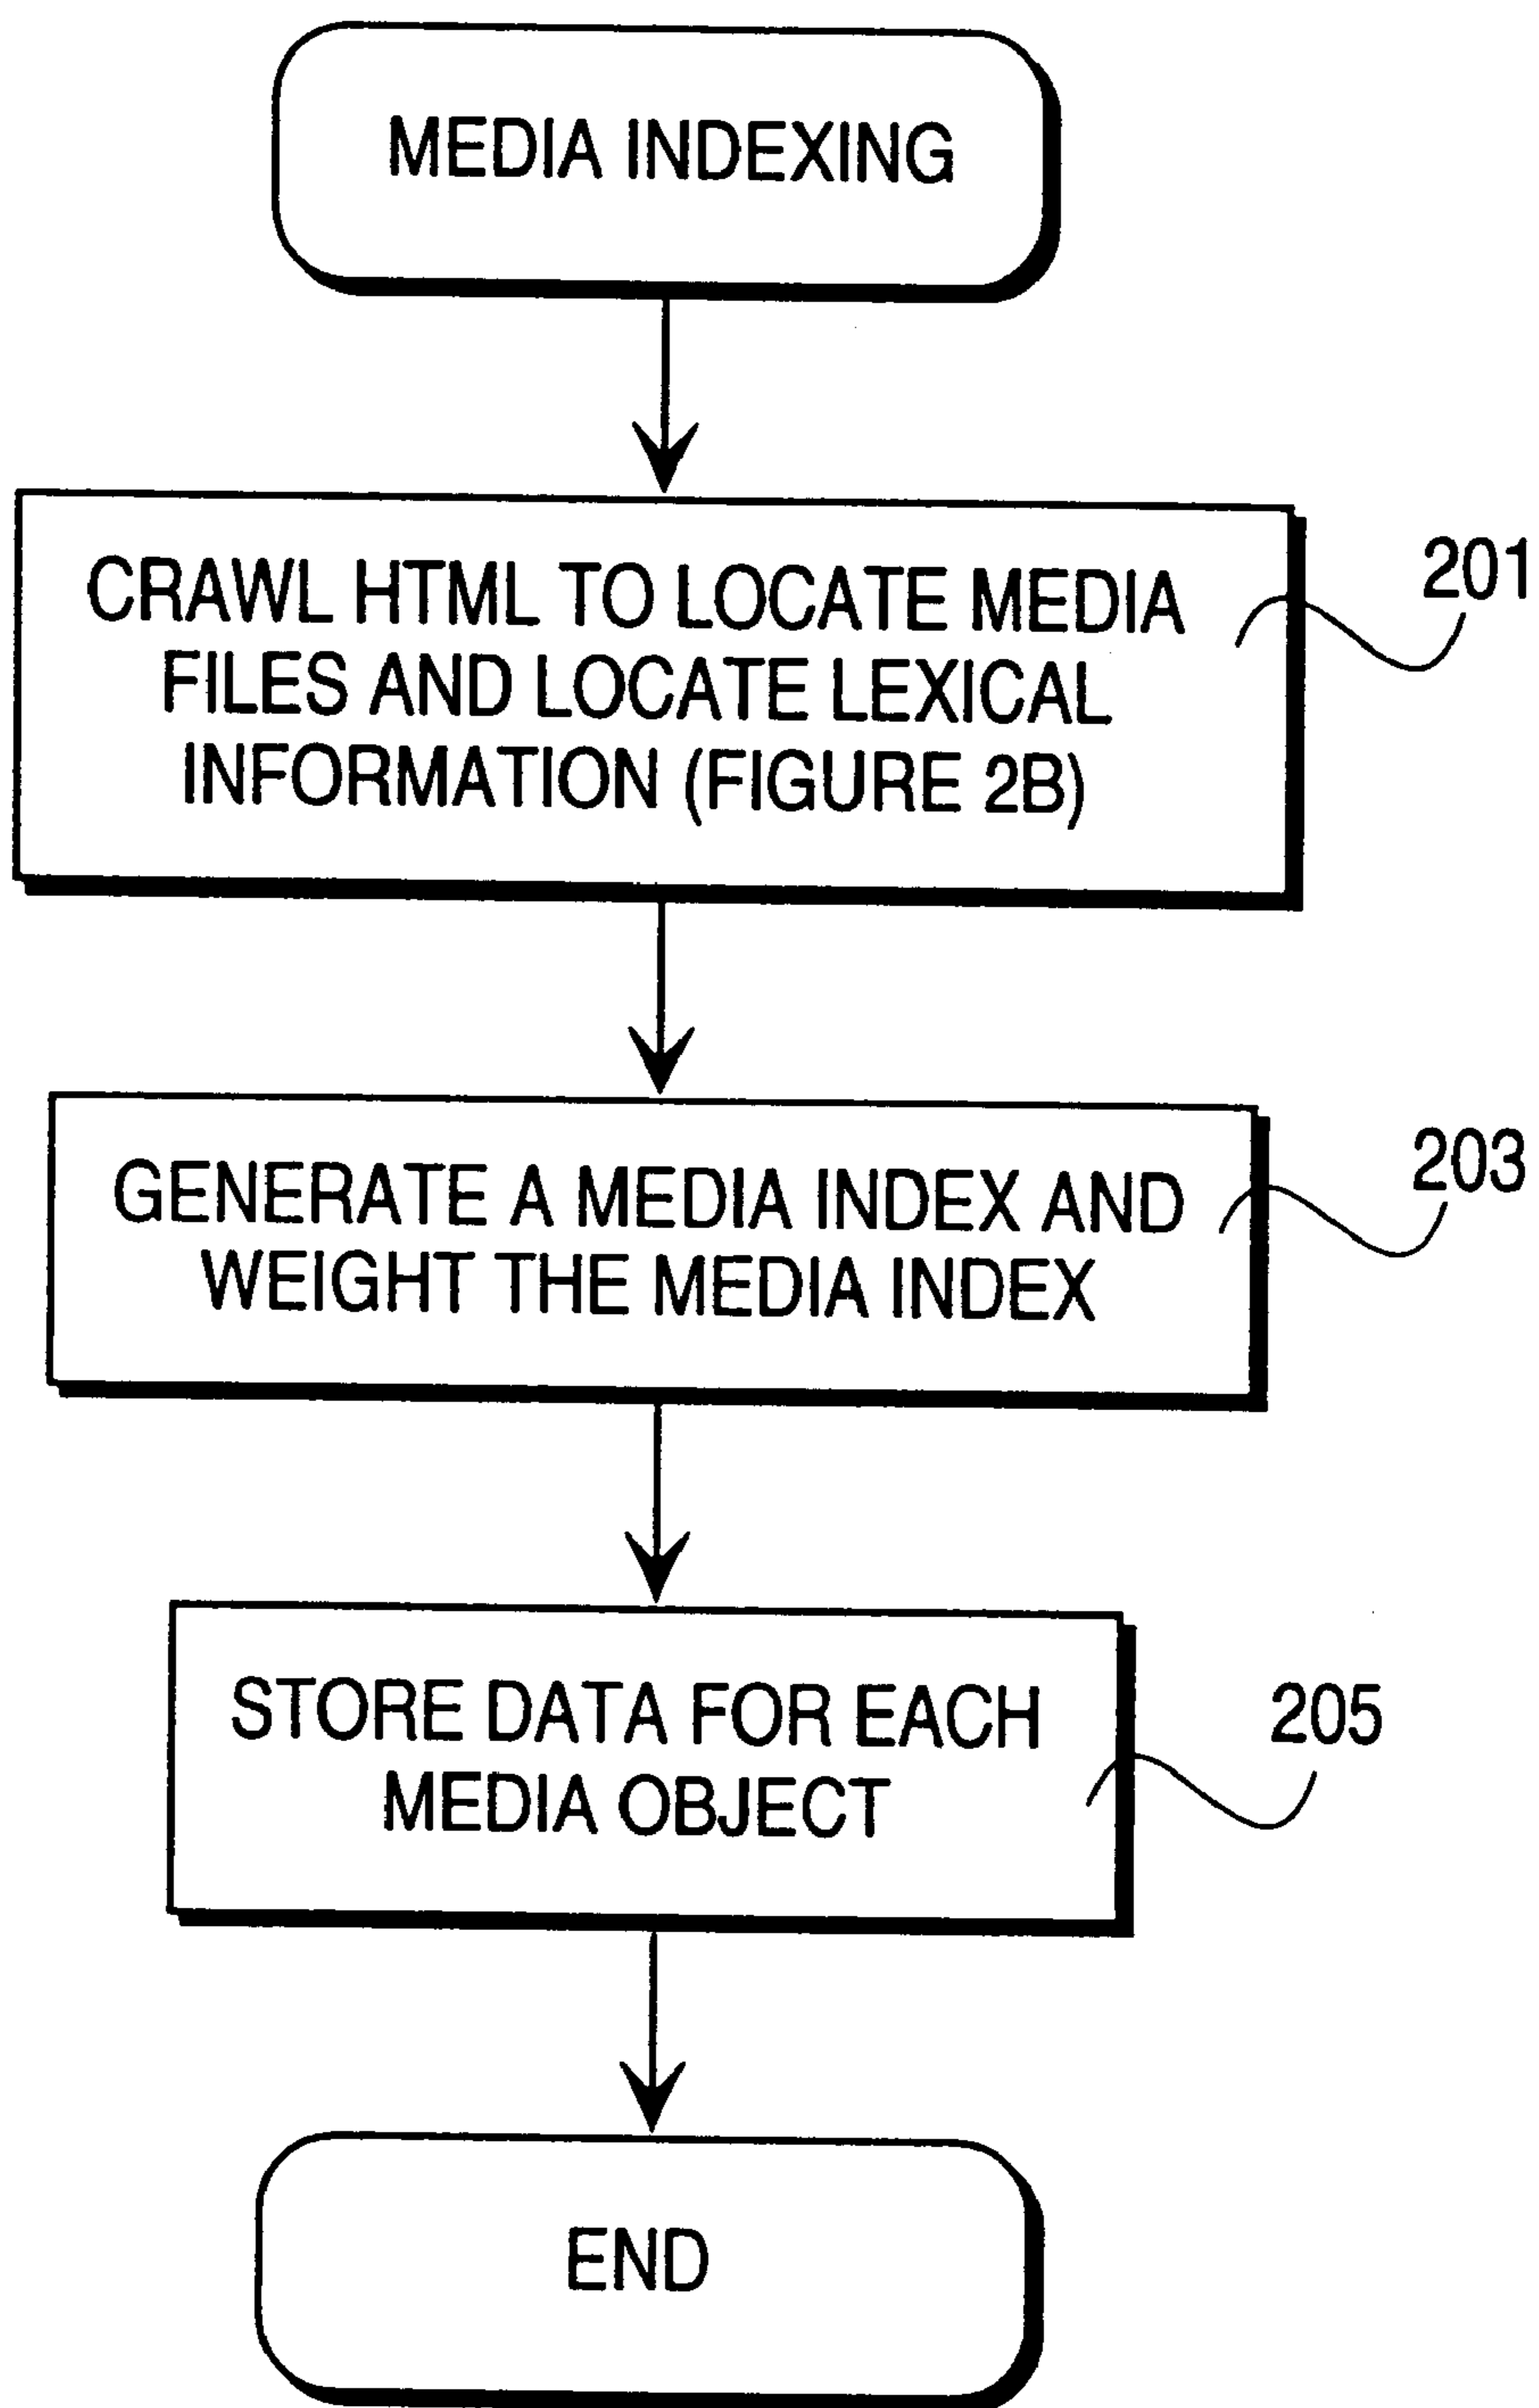 MEDIA INDEXING
CRAWL HTML TO LOCATE MEDIA
FILES AND LOCATE LEXICAL
INFORMATION (FIGURE 2B)
201
GENERATE A MEDIA INDEX AND
WEIGHT THE MEDIA INDEX
203
STORE DATA FOR EACH
MEDIA OBJECT
205
END